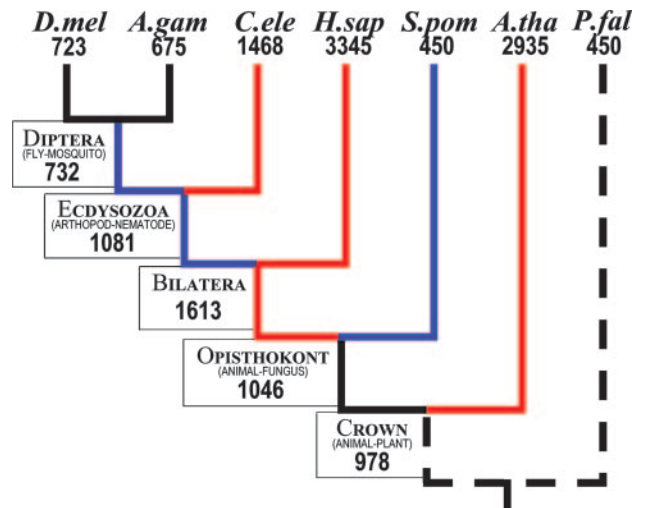 D.mel A.gam C.ele H.sap S.pom A.tha P.fal
723 675 1468 3345 450 2935 450
DIPTERA
(FLY-MOSQUITO)
732
ECDYSOZOA
(ARTHOPOD-NEMATODE)
1081
BILATERA
1613
OPISTHOKONT
(ANIMAL-FUNGUS)
1046
CROWN
(ANIMAL-PLANT)
978